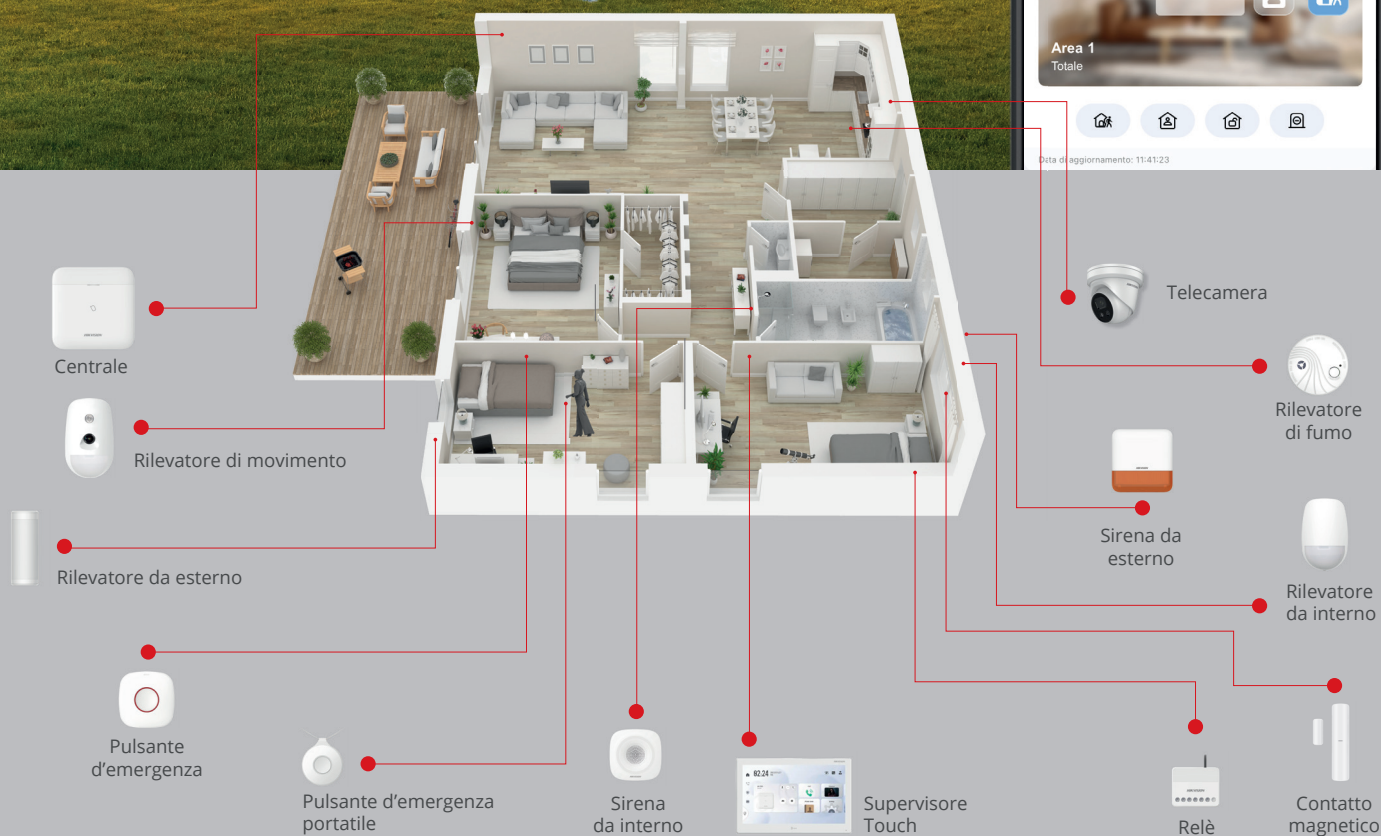 Area 1
Totale
Data di aggiornamento: 11:41:23
Telecamera
Centrale
Rilevatore
di fumo
Rilevatore di movimento
Sirena da
esterno
Rilevatore da esterno
Rilevatore
da interno
Pulsante
d'emergenza
Pulsante d'emergenza
portatile
Sirena
da interno
Supervisore
Touch
Relè
Contatto
magnetico